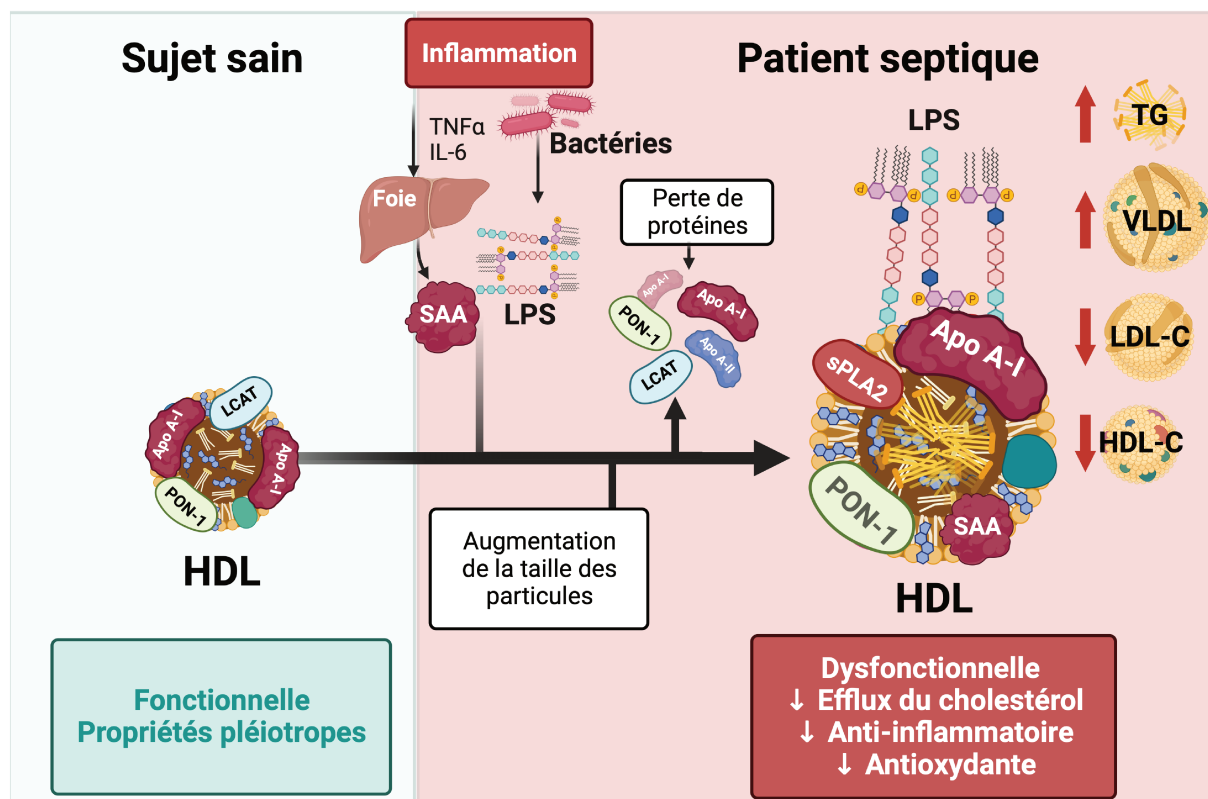 Sujet sain
Inflammation
Patient septique
TNFα
IL-6
Bactéries
Foie
SAA
LPS
Perte de
protéines
Apo A-I
Apo A-I
PON-1
Apo A-II
LCAT
LPS
P
P
P
P
P
P
TG
VLDL
LDL-C
HDL-C
LCAT
Apo A-I
Apo A-I
PON-1
HDL
Augmentation
de la taille des
particules
Apo A-I
sPLA2
PON-1
SAA
HDL
Fonctionnelle
Propriétés pléiotropes
Dysfonctionnelle
↓ Efflux du cholestérol
↓ Anti-inflammatoire
↓ Antioxydante